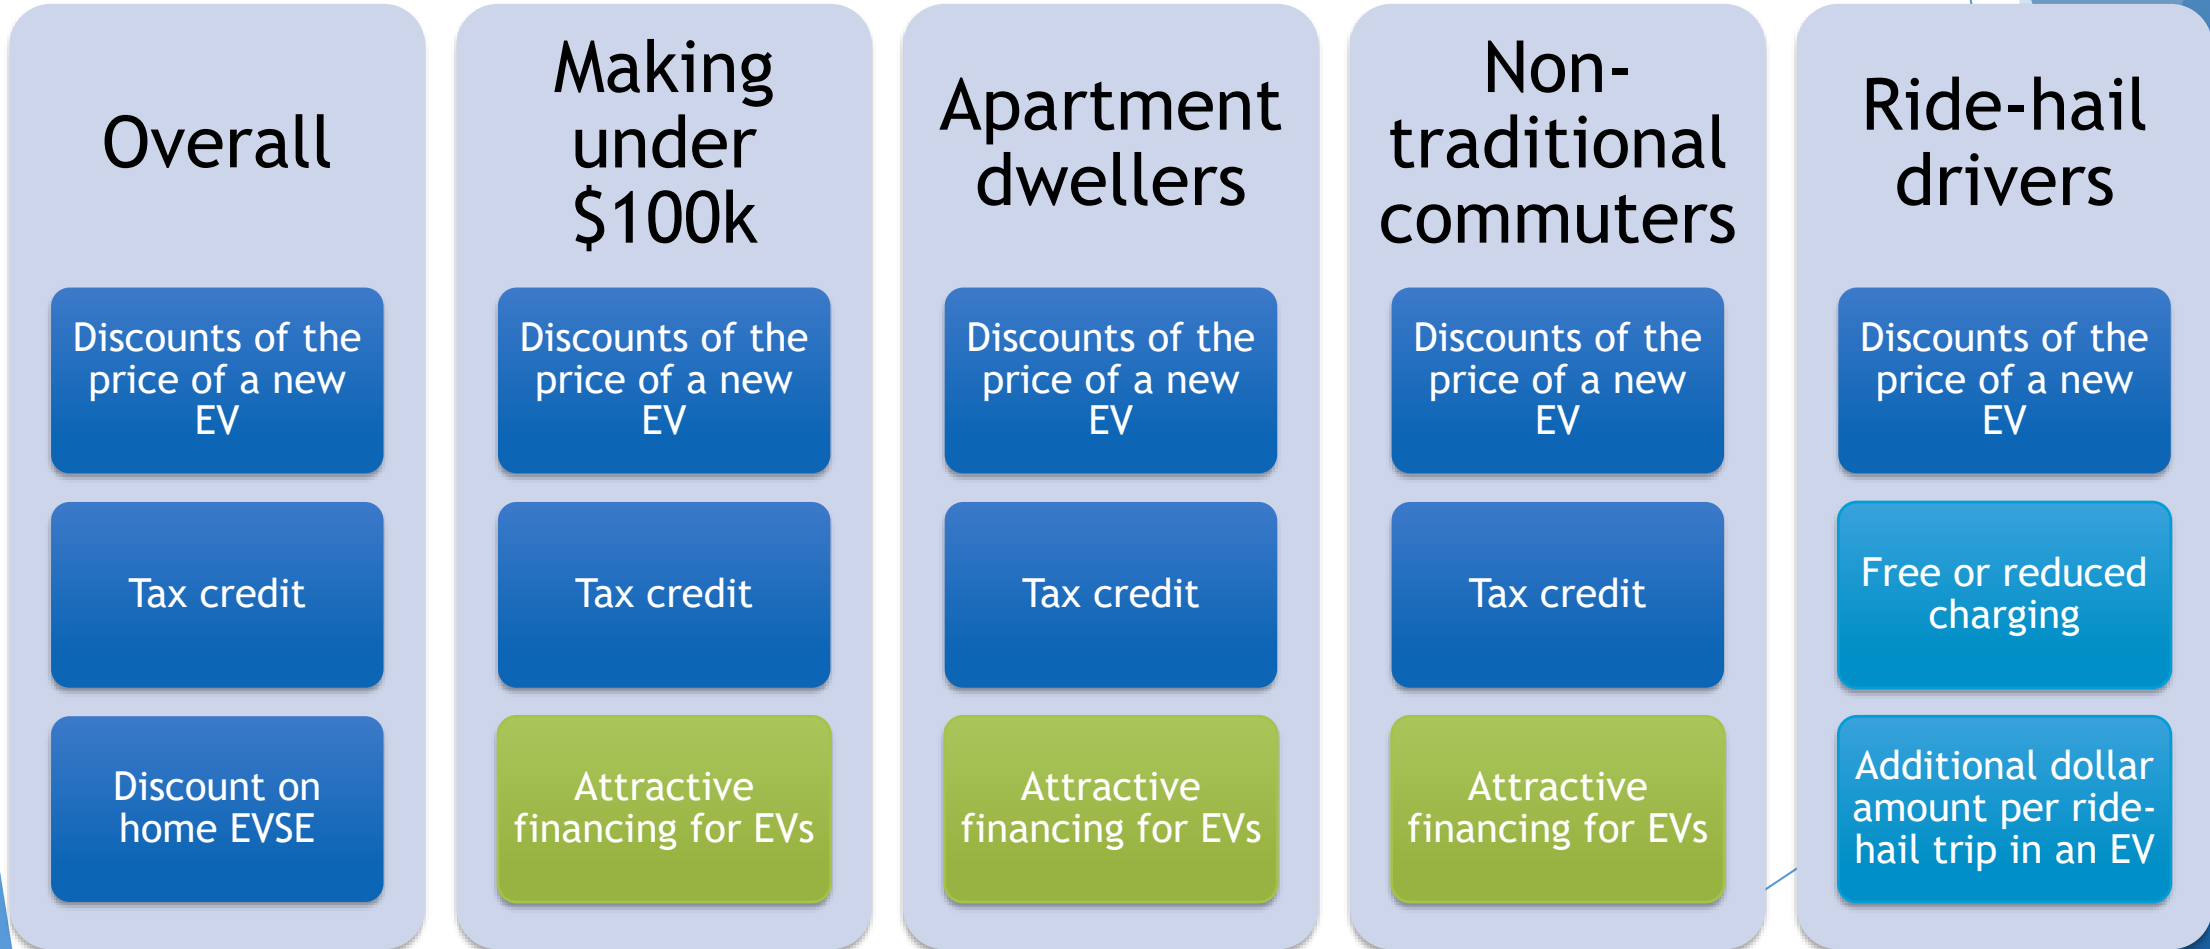 Overall
Discounts of the
price of a new
EV
Tax credit
Discount on
home EVSE
Making
under
$100k
Discounts of the
price of a new
EV
Tax credit
Attractive
financing for EVs
Apartment
dwellers
Discounts of the
price of a new
EV
Tax credit
Attractive
financing for EVs
Non-
traditional
commuters
Discounts of the
price of a new
EV
Tax credit
Attractive
financing for EVs
Ride-hail
drivers
Discounts of the
price of a new
EV
Free or reduced
charging
Additional dollar
amount per ride-
hail trip in an EV